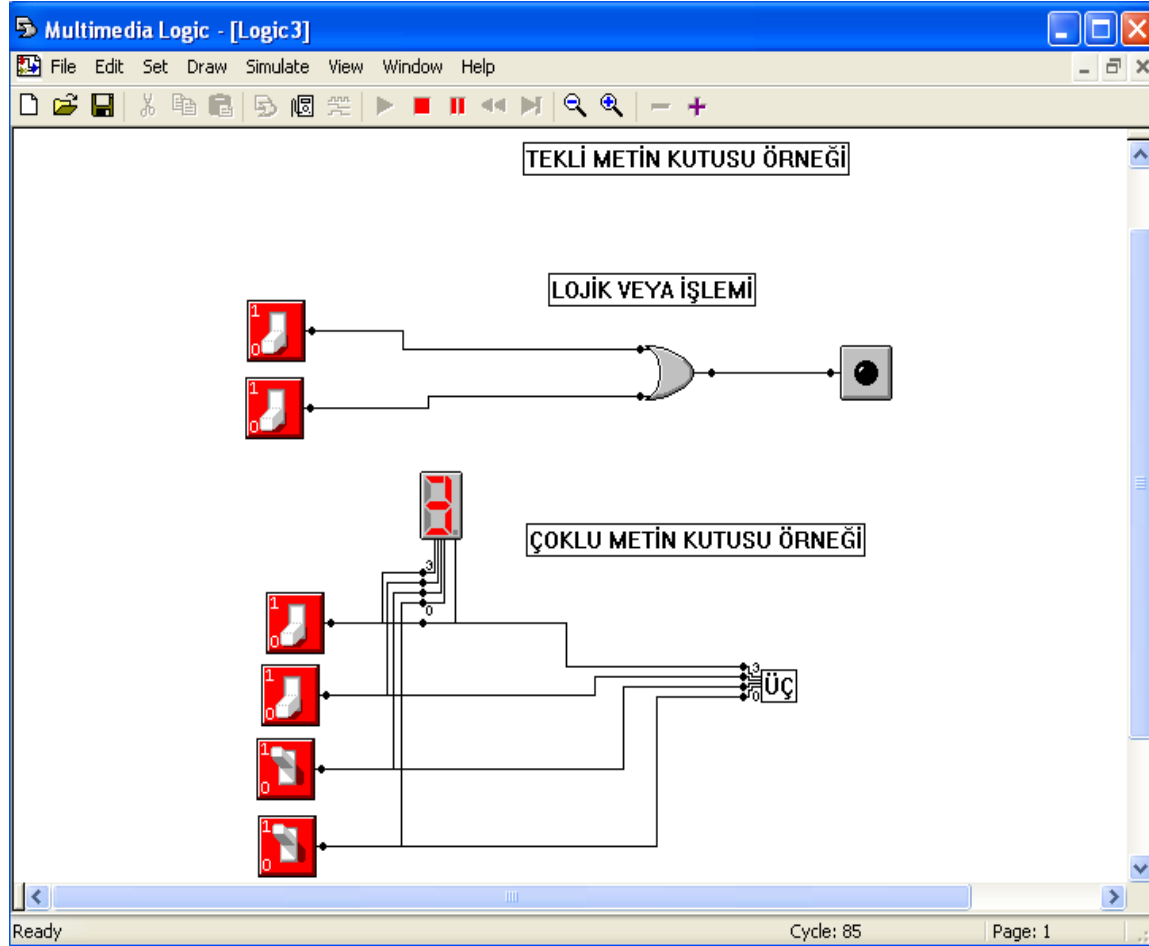 Multimedia Logic - [Logic3]
File Edit Set Draw Simulate View Window Help
TEKLİ METİN KUTUSU ÖRNEĞİ
LOJİK VEYA İŞLEMİ
1
0
1
0
3
ÇOKLU METİN KUTUSU ÖRNEĞİ
3
0
1
0
3
ÜÇ
0
1
0
1
0
1
0
Ready Cycle: 85 Page: 1